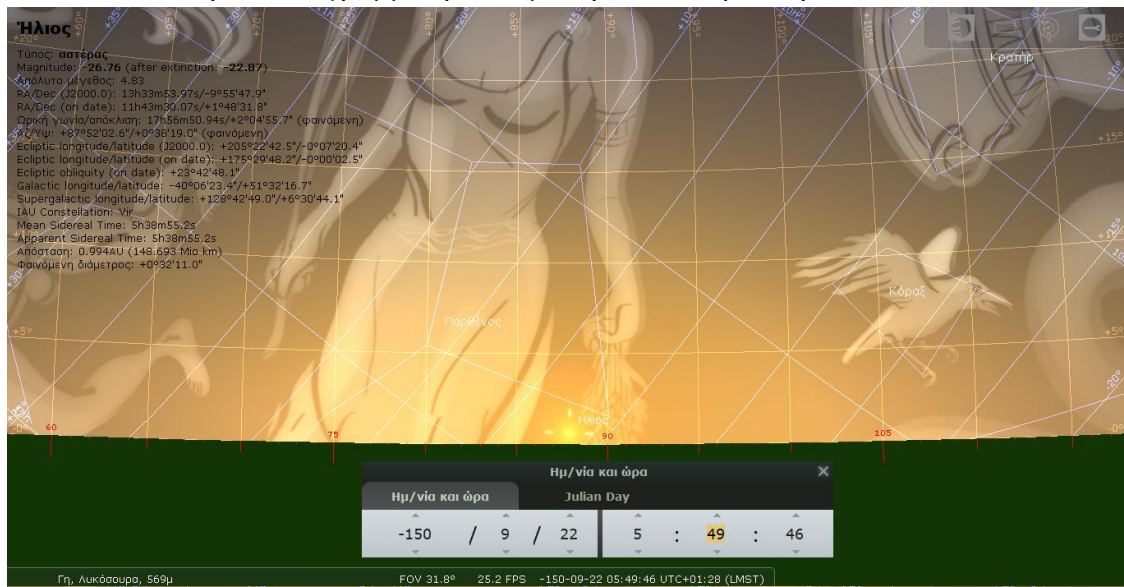 Ήλιος
Τύπος: αστέρας
Magnitude: -26.76 (after extinction: -22.87)
Απόλυτο μέγεθος: 4.83
RA/Dec (J2000.0): 13h33m53.97s/-9°55'47.9"
RA/Dec (on date): 11h43m30.07s/+1°48'31.8"
Ωρική γωνία/απόκλιση: 17h56m50.94s/+2°04'55.7" (φαινόμενη)
Αζ/Υψ: +87°52'02.6"/+0°38'19.0" (φαινόμενη)
Ecliptic longitude/latitude (J2000.0): +205°22'42.5"/-0°07'20.4"
Ecliptic longitude/latitude (on date): +175°29'48.2"/-0°00'02.5"
Ecliptic obliquity (on date): +23°42'48.1"
Galactic longitude/latitude: -40°06'23.4"/+51°32'16.7"
Supergalactic longitude/latitude: +128°42'49.0"/+6°30'44.1"
IAU Constellation: Vir
Mean Sidereal Time: 5h38m55.2s
Apparent Sidereal Time: 5h38m55.2s
Απόσταση: 0.994AU (148.693 Mio km)
Φαινόμενη διάμετρος: +0°32'11.0"
Κρατήρ
+15°
Κόραξ
Παρθένος
+5°
+5°
Ήλιος
60
75
90
105
Ημ/νία και ώρα
Ημ/νία και ώρα Julian Day
-150 / 9 / 22 5 : 49 : 46
Γη, Λυκόσουρα, 569μ FOV 31.8° 25.2 FPS -150-09-22 05:49:46 UTC+01:28 (LMST)